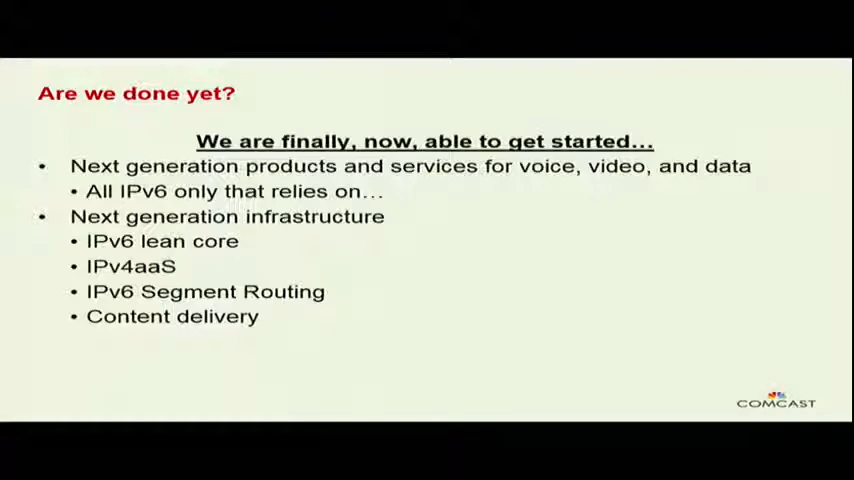 Are we done yet?
We are finally, now, able to get started...
• Next generation products and services for voice, video, and data
• All IPv6 only that relies on...
• Next generation infrastructure
• IPv6 lean core
• IPv4aaS
• IPv6 Segment Routing
• Content delivery
COMCAST